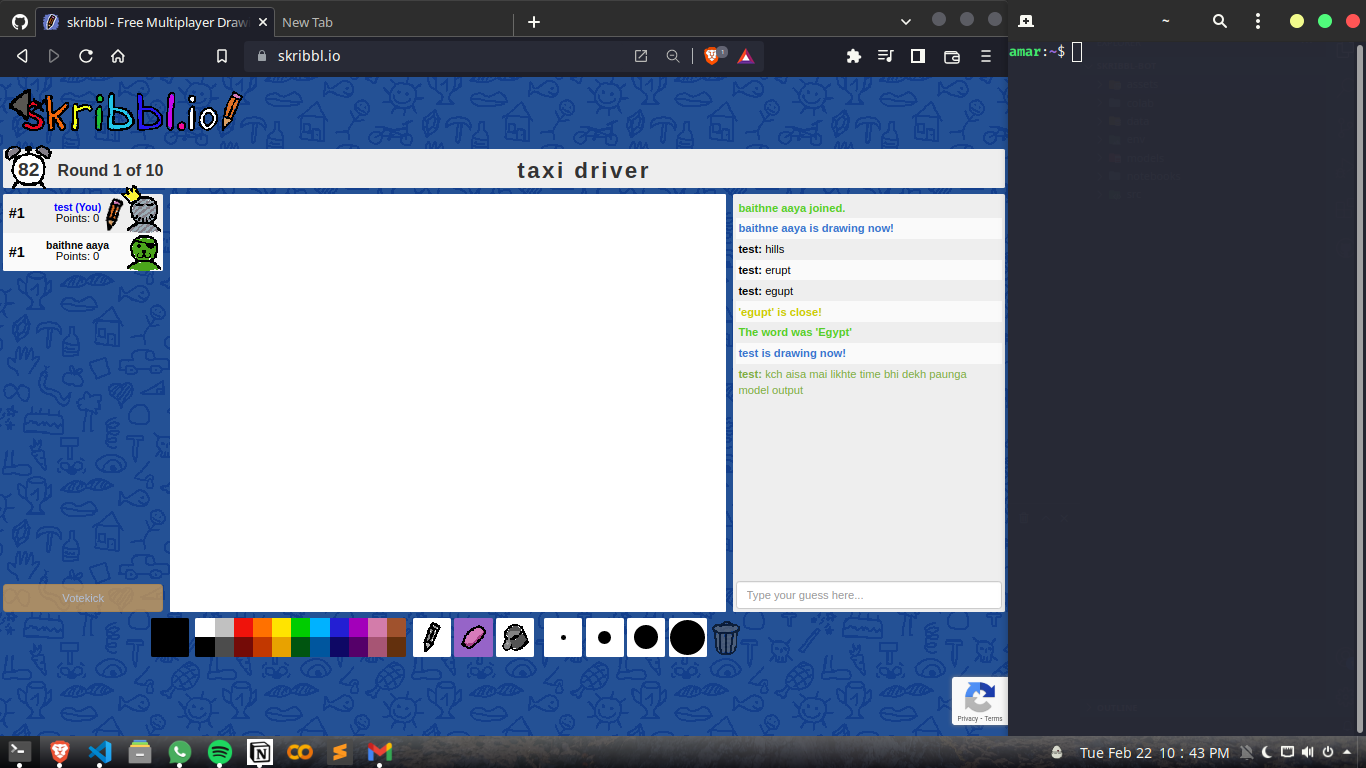 skribbl - Free Multiplayer Draw
New Tab
~
skribbl.io
1
amar:~$
skribbl.io
82
Round 1 of 10
taxi driver
#1
test (You)
Points: 0
#1
baithne aaya
Points: 0
baithne aaya joined.
baithne aaya is drawing now!
test: hills
test: erupt
test: egupt
'egupt' is close!
The word was 'Egypt'
test is drawing now!
test: kch aisa mai likhte time bhi dekh paunga
model output
Type your guess here...
Votekick
Privacy - Terms
Tue Feb 22 10 : 43 PM